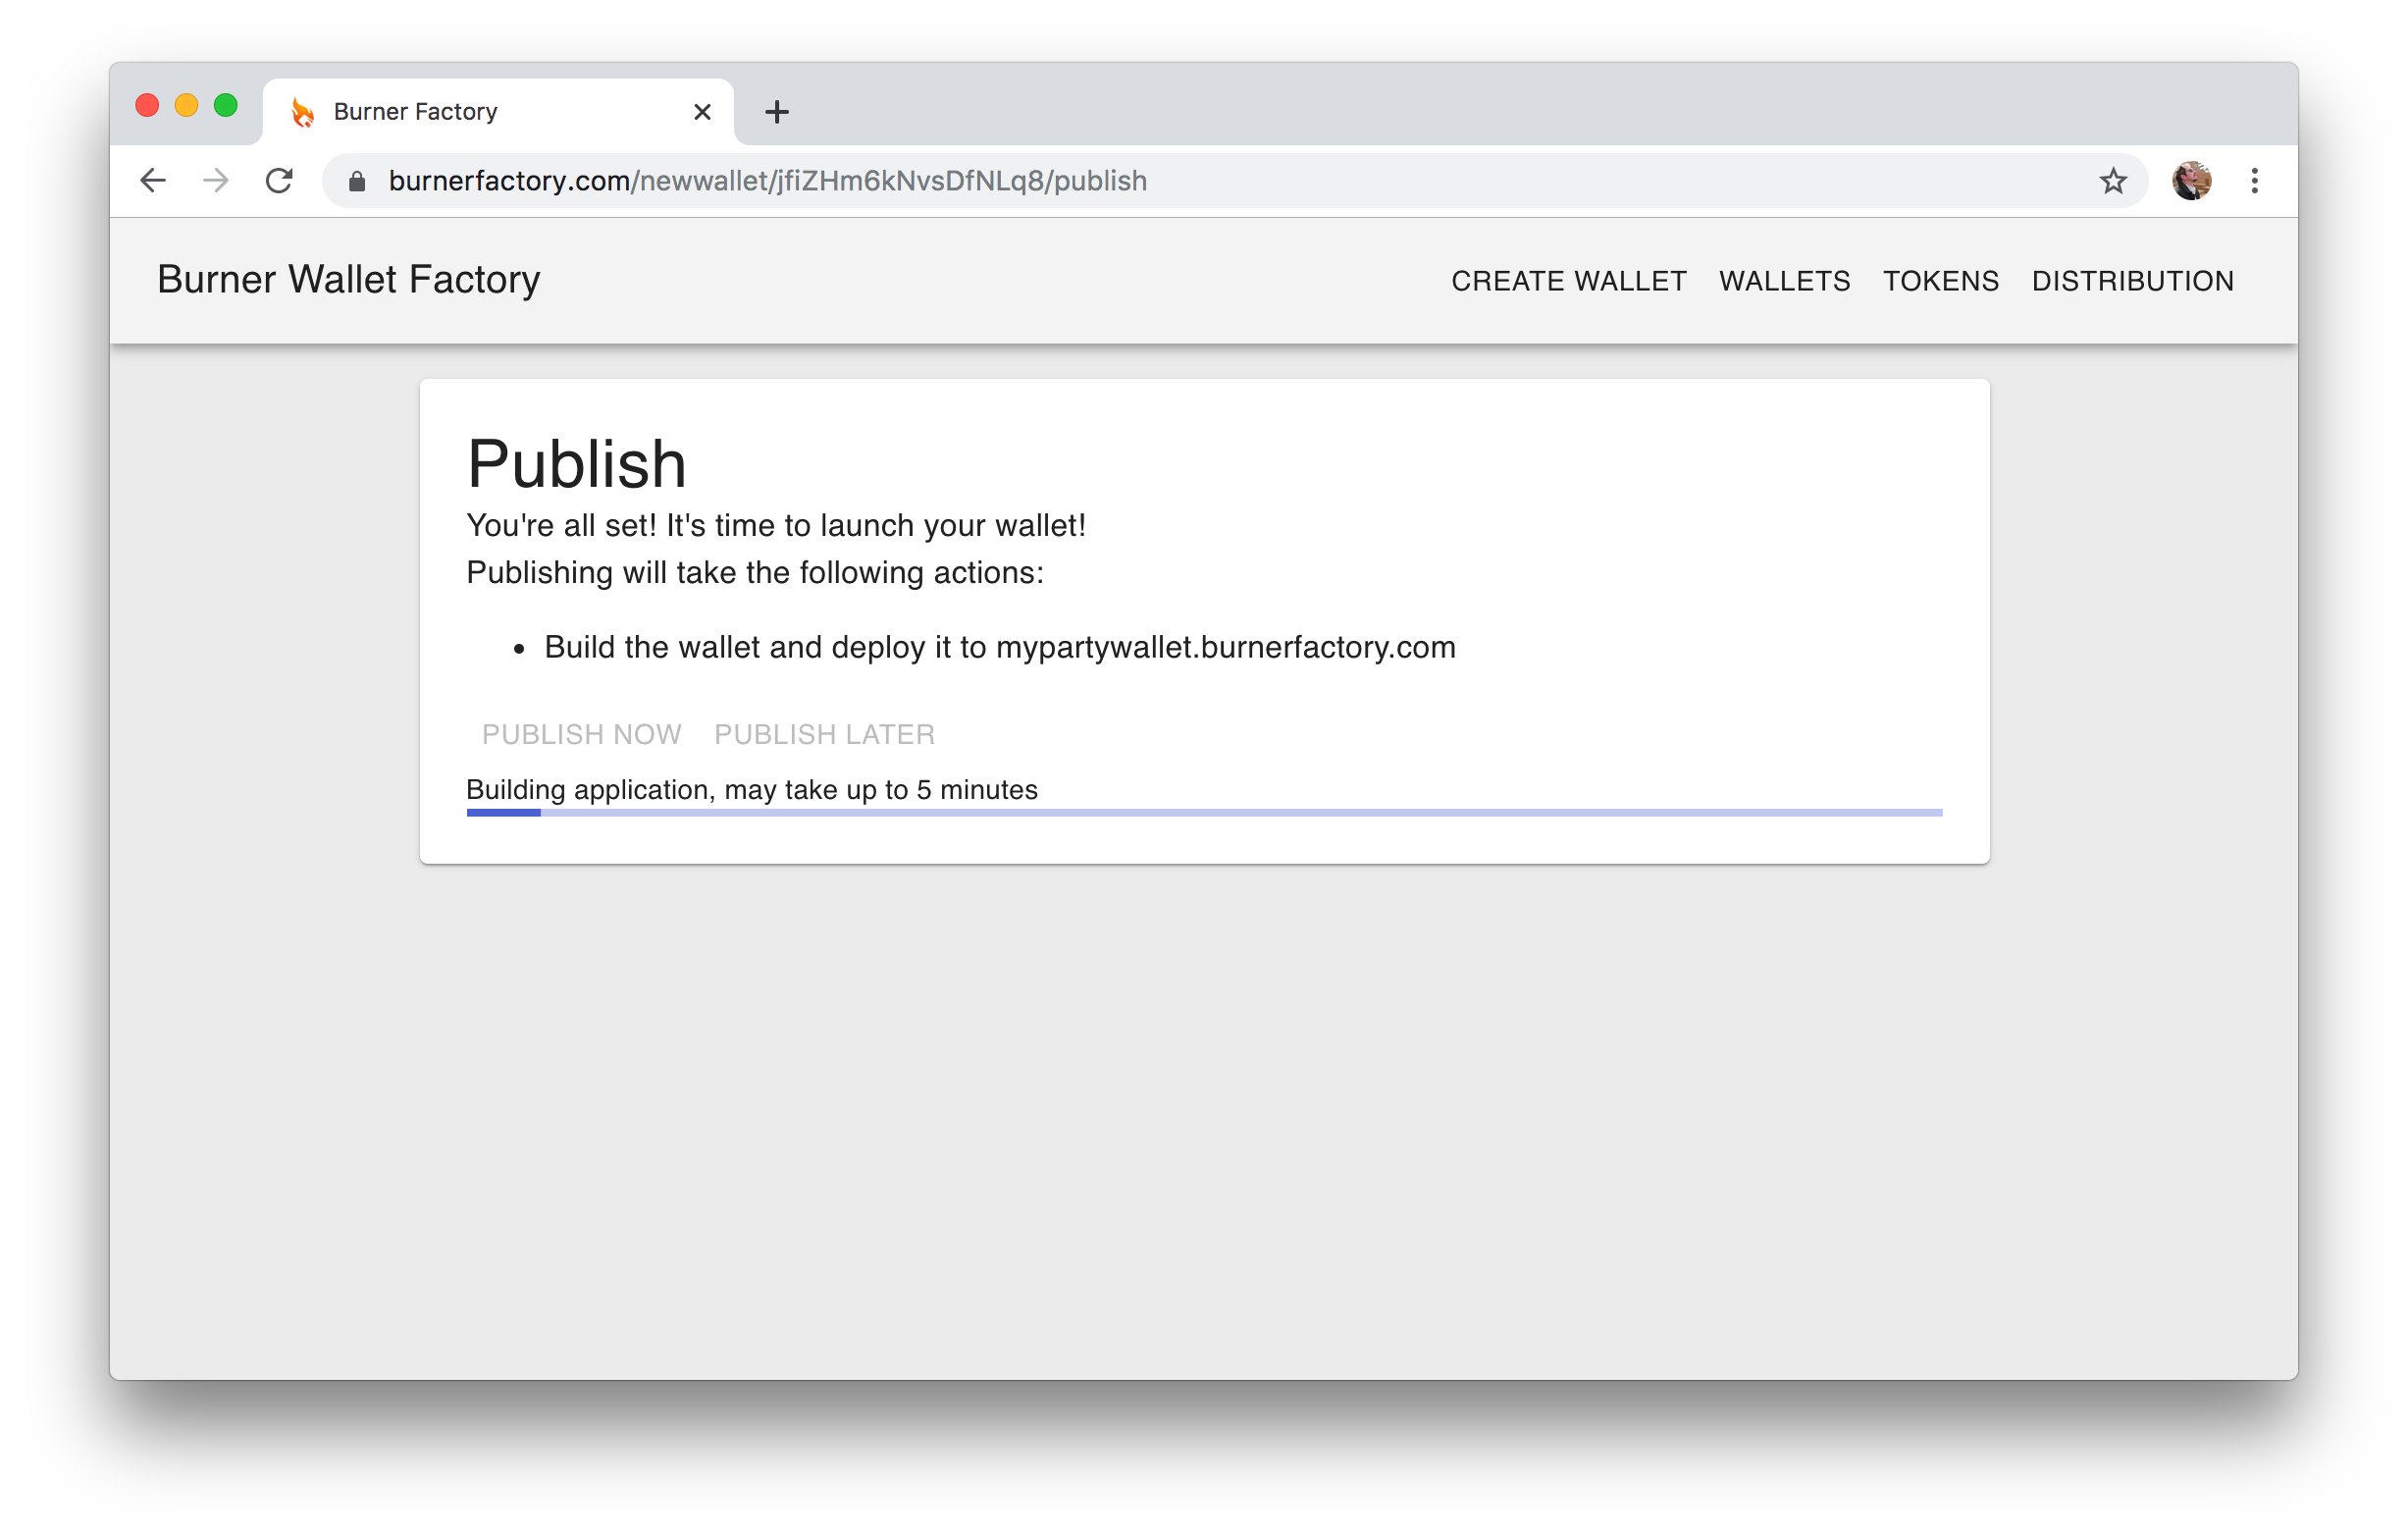 Burner Factory
burnerfactory.com/newwallet/jfiZHm6kNvsDfNLq8/publish
Burner Wallet Factory
CREATE WALLET WALLETS TOKENS DISTRIBUTION
Publish
You're all set! It's time to launch your wallet!
Publishing will take the following actions:
• Build the wallet and deploy it to mypartywallet.burnerfactory.com
PUBLISH NOW PUBLISH LATER
Building application, may take up to 5 minutes